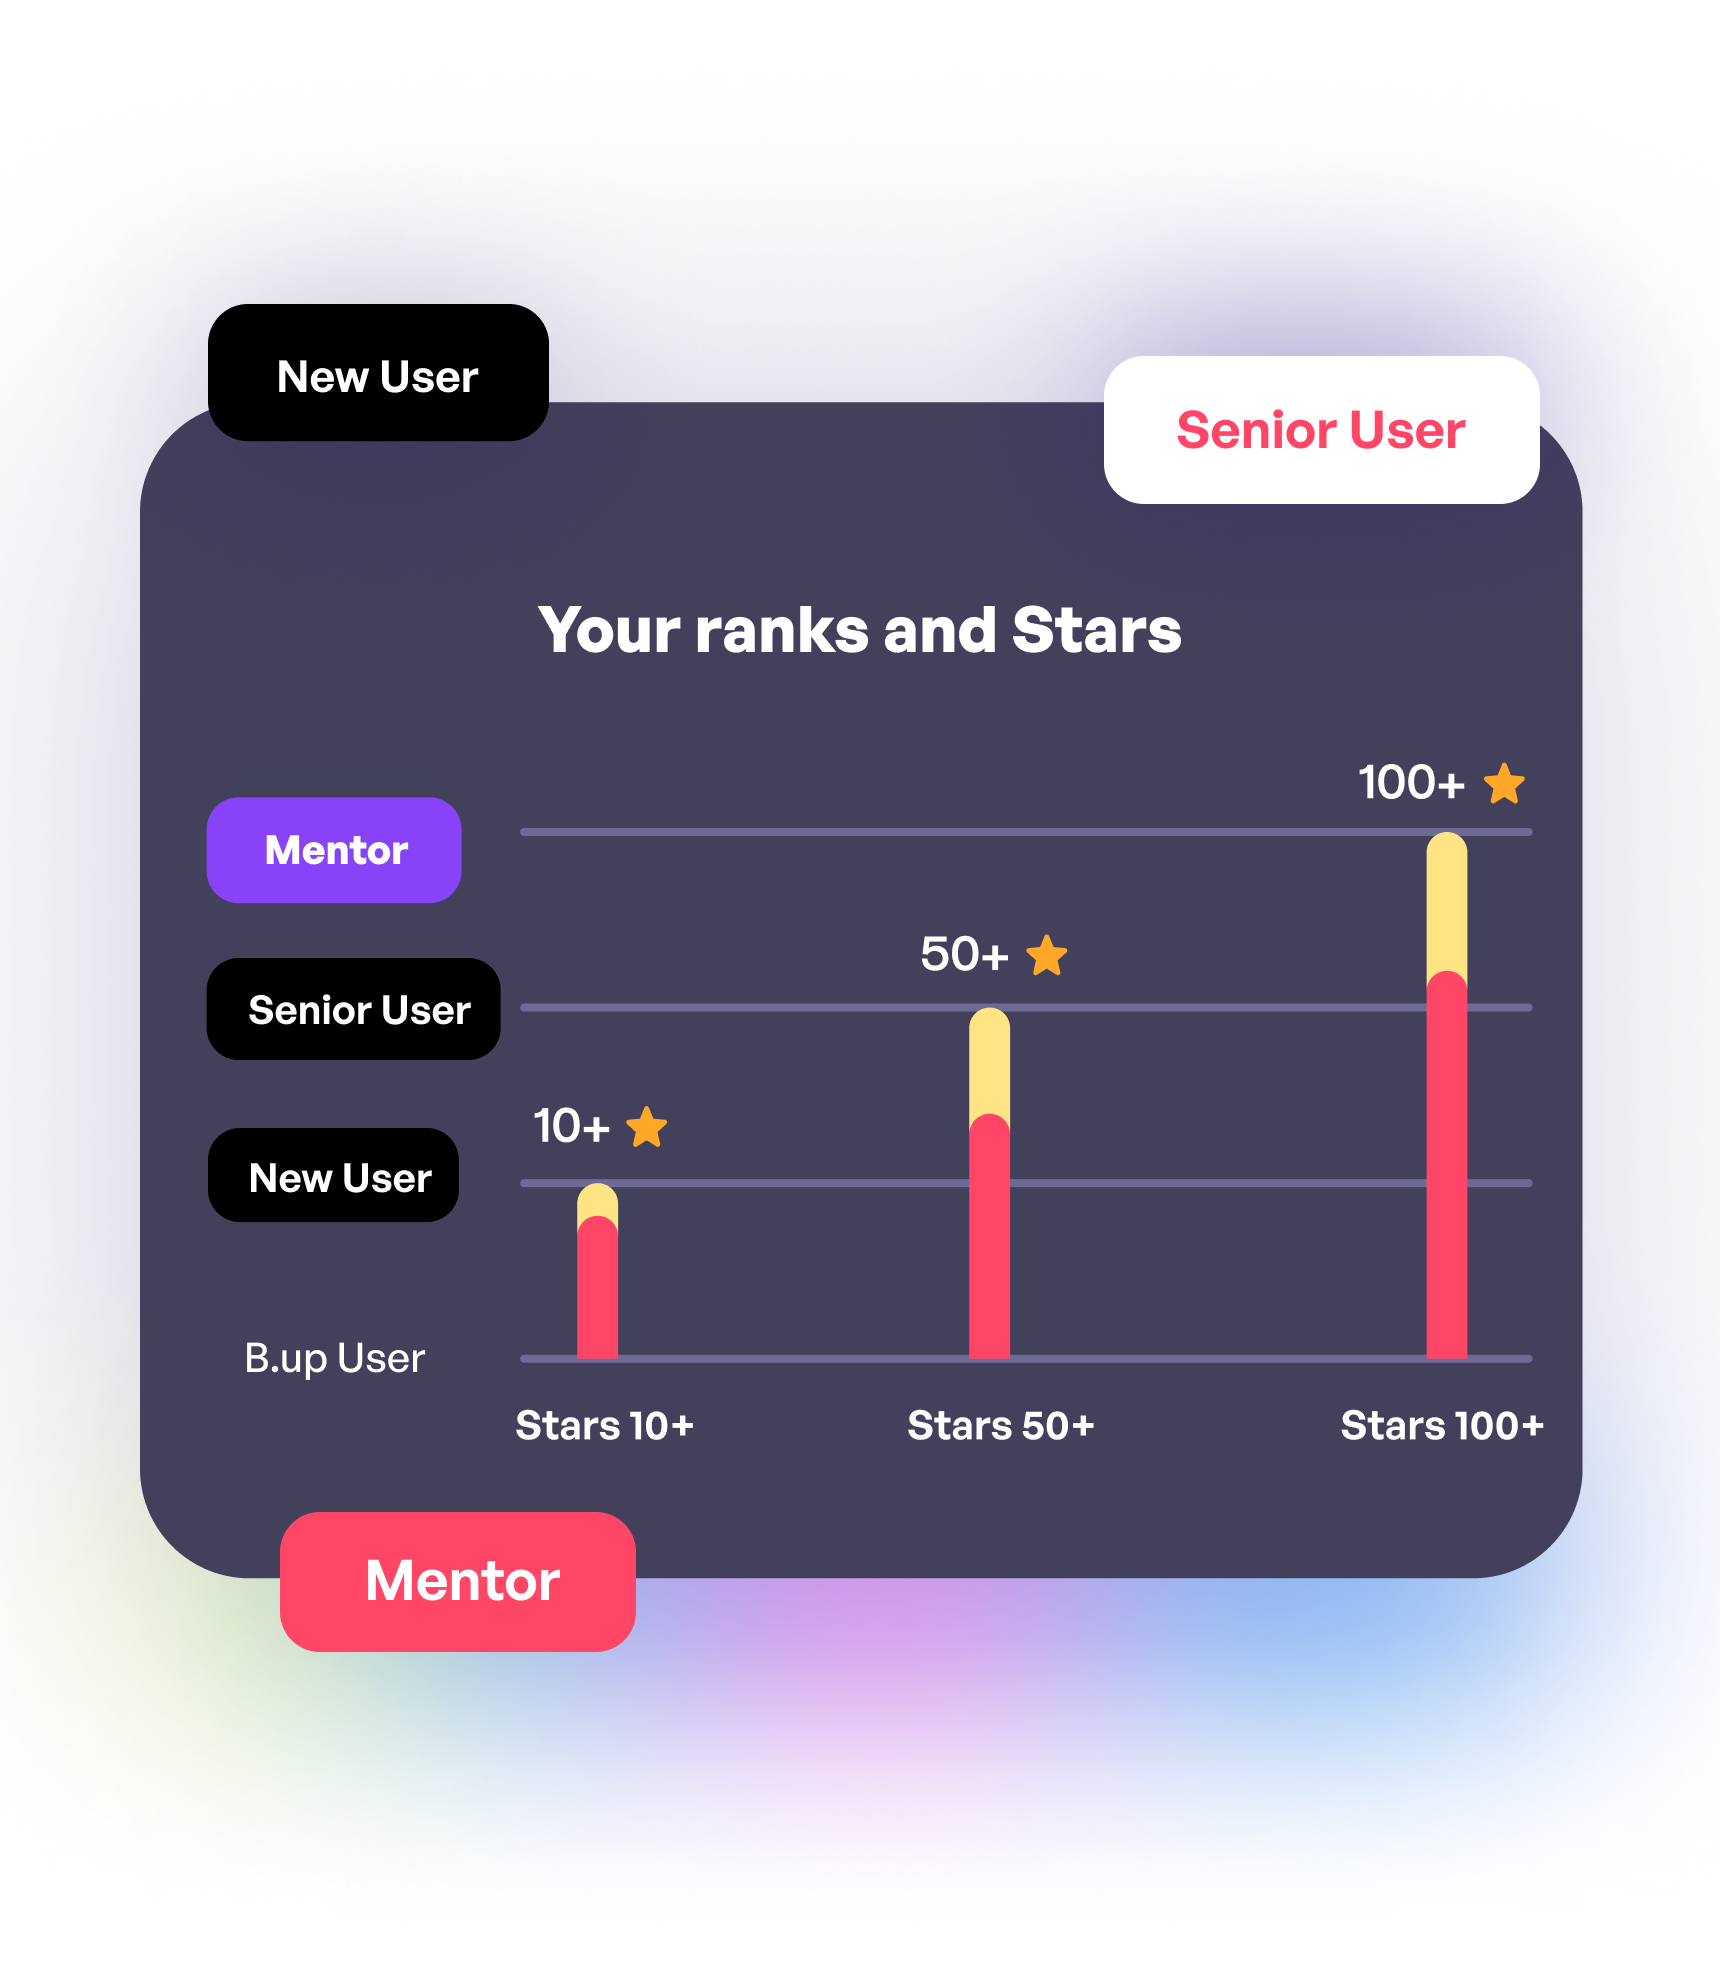 New User
Senior User
Your ranks and Stars
100+
Mentor
50+
Senior User
10+
New User
B.up User
Stars 10+ Stars 50+ Stars 100+
Mentor